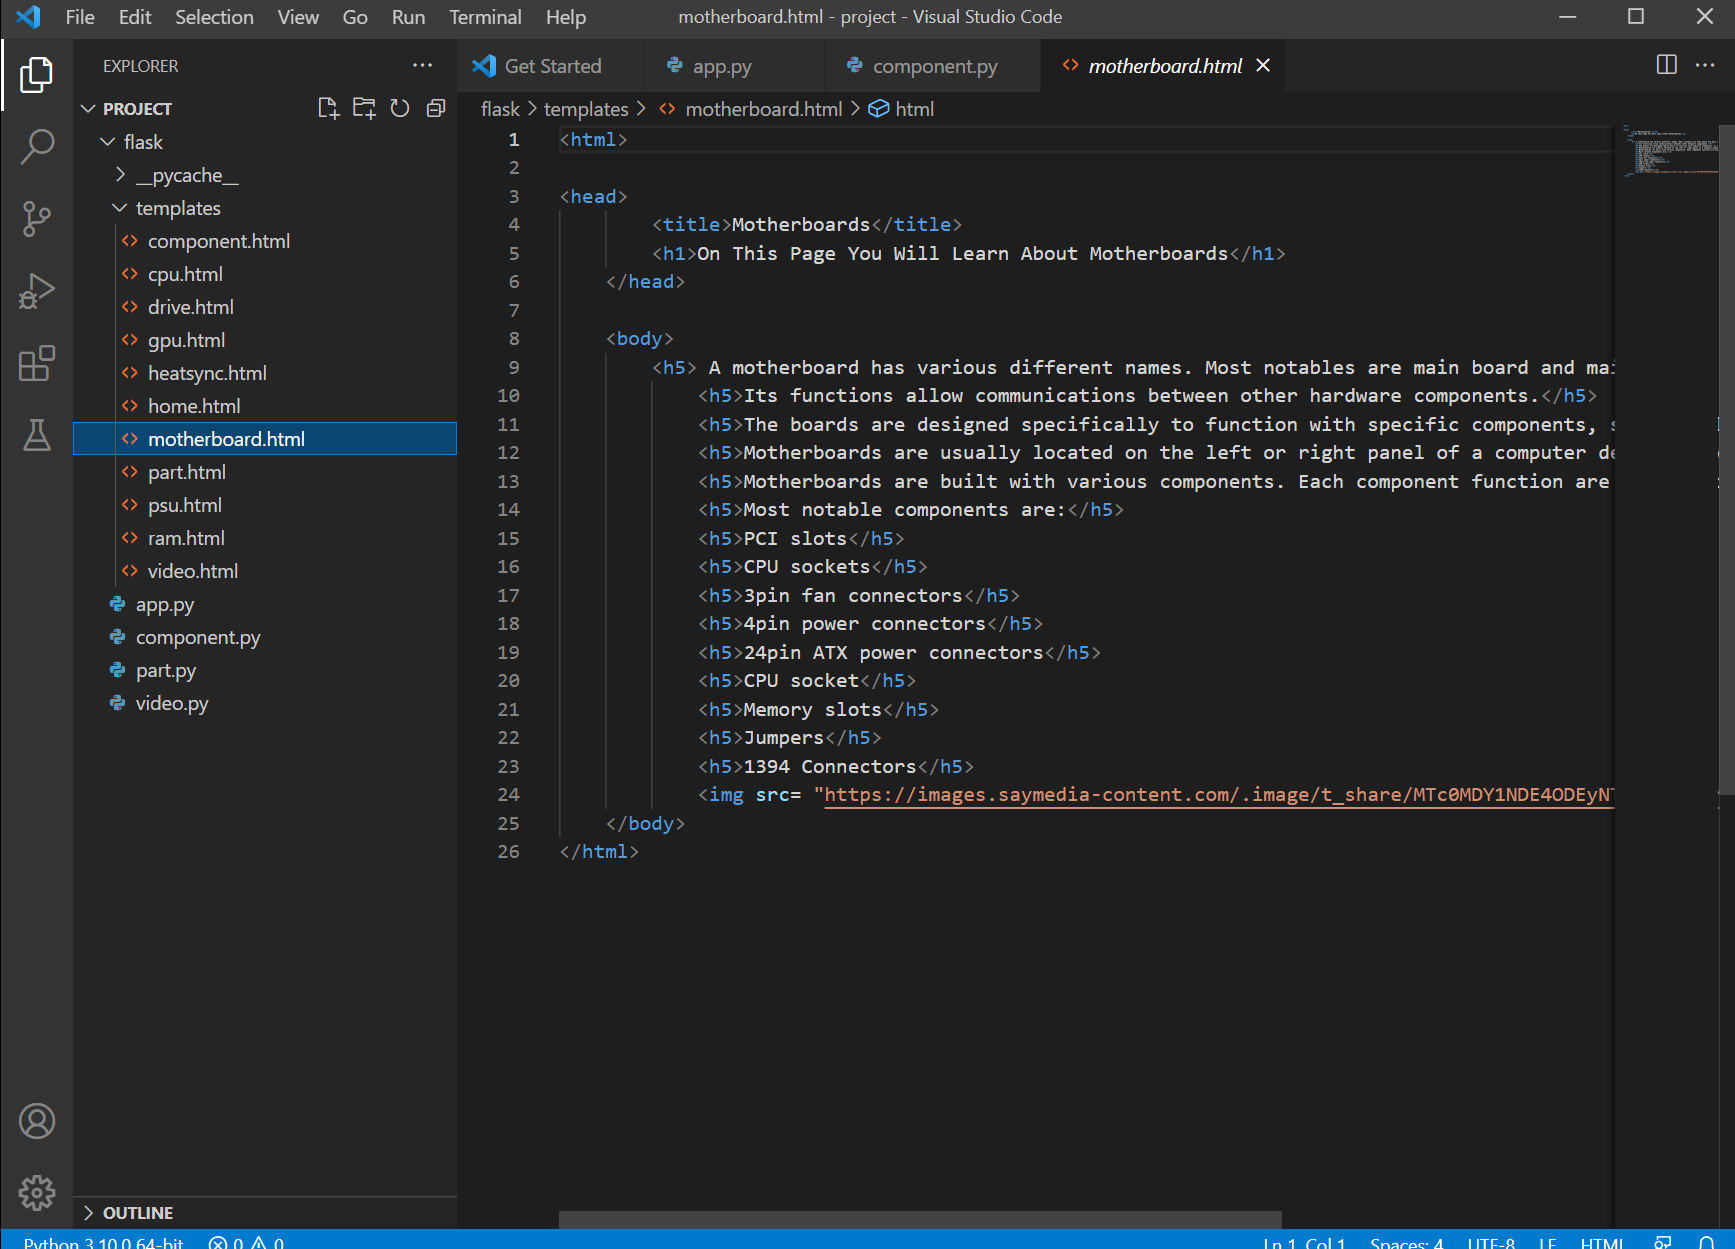 File Edit Selection View Go Run Terminal Help motherboard.html - project - Visual Studio Code
EXPLORER
PROJECT
flask
__pycache__
templates
component.html
cpu.html
drive.html
gpu.html
heatsync.html
home.html
motherboard.html
part.html
psu.html
ram.html
video.html
app.py
component.py
part.py
video.py
OUTLINE
Get Started app.py component.py motherboard.html
flask > templates > motherboard.html > html
1 <html>
2
3 <head>
4 <title>Motherboards</title>
5 <h1>On This Page You Will Learn About Motherboards</h1>
6 </head>
7
8 <body>
9 <h5> A motherboard has various different names. Most notables are main board and
10 <h5>Its functions allow communications between other hardware components.</h5>
11 <h5>The boards are designed specifically to function with specific components,
12 <h5>Motherboards are usually located on the left or right panel of a computer
13 <h5>Motherboards are built with various components. Each component function are
14 <h5>Most notable components are:</h5>
15 <h5>PCI slots</h5>
16 <h5>CPU sockets</h5>
17 <h5>3pin fan connectors</h5>
18 <h5>4pin power connectors</h5>
19 <h5>24pin ATX power connectors</h5>
20 <h5>CPU socket</h5>
21 <h5>Memory slots</h5>
22 <h5>Jumpers</h5>
23 <h5>1394 Connectors</h5>
24 <img src= "https://images.saymedia-content.com/.image/t_share/MTc0MDY1NDE4ODEyN
25 </body>
26 </html>
Python 3.10.0 64-bit 0 0 Ln 1, Col 1 Spaces: 4 UTF-8 LF HTML